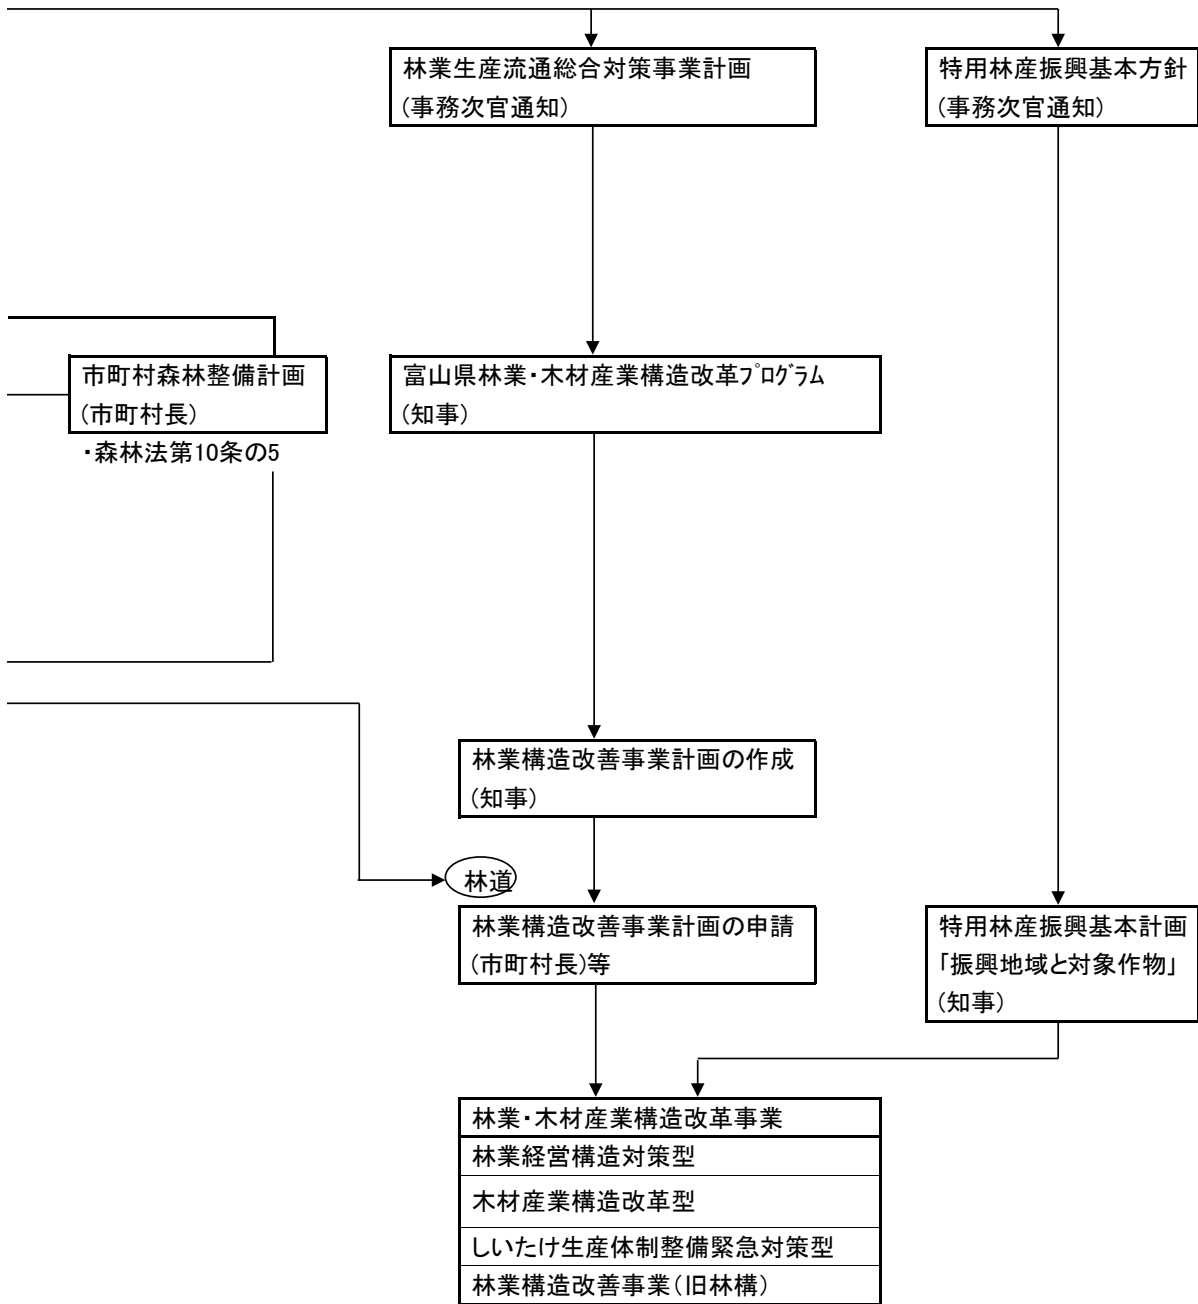 林業生産流通総合対策事業計画
(事務次官通知)
特用林産振興基本方針
(事務次官通知)
市町村森林整備計画
(市町村長)
・森林法第10条の5
富山県林業・木材産業構造改革ﾌﾟﾛｸﾞﾗﾑ
(知事)
林業構造改善事業計画の作成
(知事)
林道
林業構造改善事業計画の申請
(市町村長)等
特用林産振興基本計画
「振興地域と対象作物」
(知事)
林業・木材産業構造改革事業
林業経営構造対策型
木材産業構造改革型
しいたけ生産体制整備緊急対策型
林業構造改善事業(旧林構)